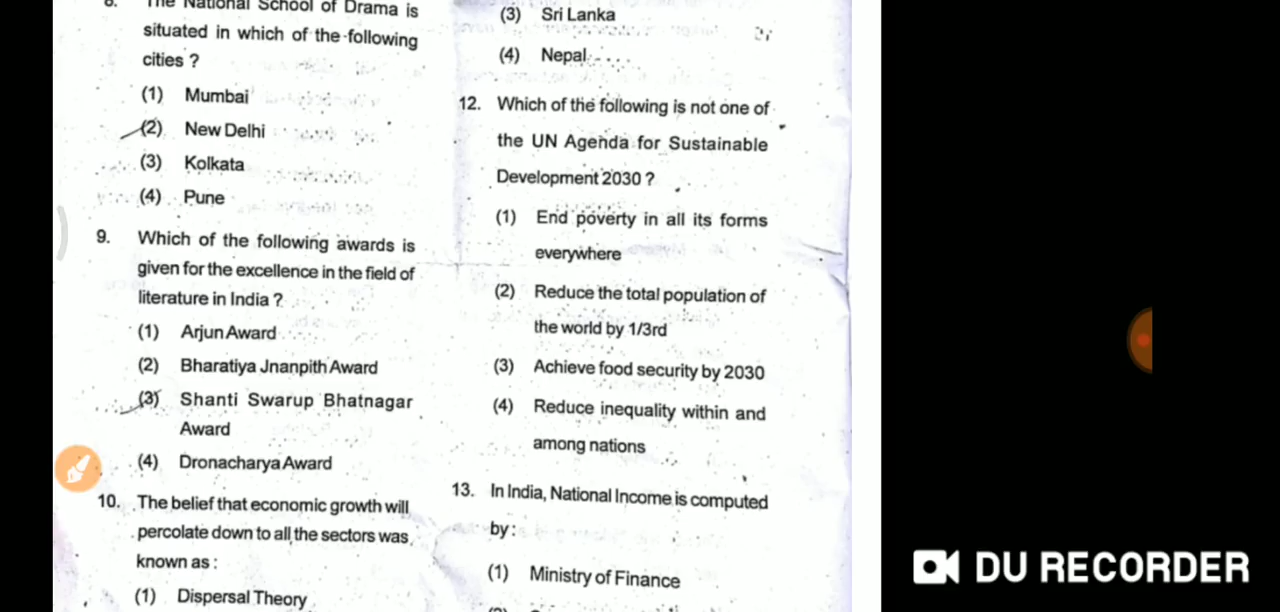 8. The National School of Drama is
situated in which of the following
cities ?
(1) Mumbai
(2) New Delhi
(3) Kolkata
(4) Pune
9. Which of the following awards is
given for the excellence in the field of
literature in India ?
(1) Arjun Award
(2) Bharatiya Jnanpith Award
(3) Shanti Swarup Bhatnagar
Award
(4) Dronacharya Award
10. The belief that economic growth will
percolate down to all the sectors was
known as :
(1) Dispersal Theory
(3) Sri Lanka
(4) Nepal
12. Which of the following is not one of
the UN Agenda for Sustainable
Development 2030 ?
(1) End poverty in all its forms
everywhere
(2) Reduce the total population of
the world by 1/3rd
(3) Achieve food security by 2030
(4) Reduce inequality within and
among nations
13. In India, National Income is computed
by :
(1) Ministry of Finance
DU RECORDER